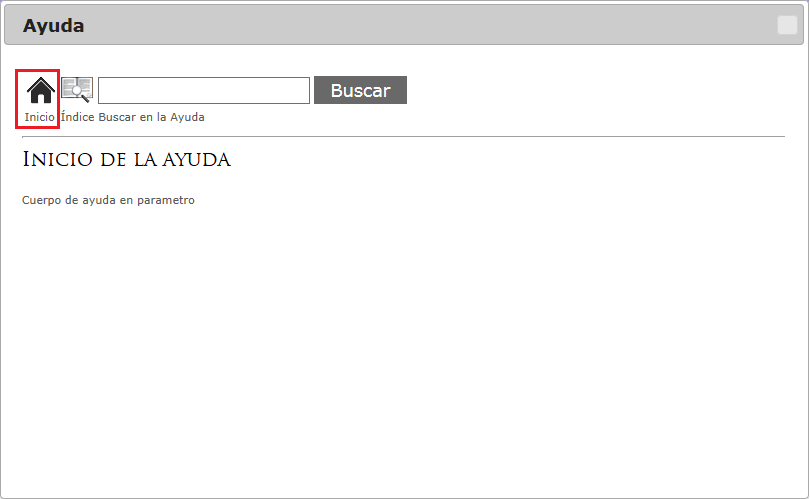 Ayuda
Buscar
Inicio Índice Buscar en la Ayuda
INICIO DE LA AYUDA
Cuerpo de ayuda en parametro